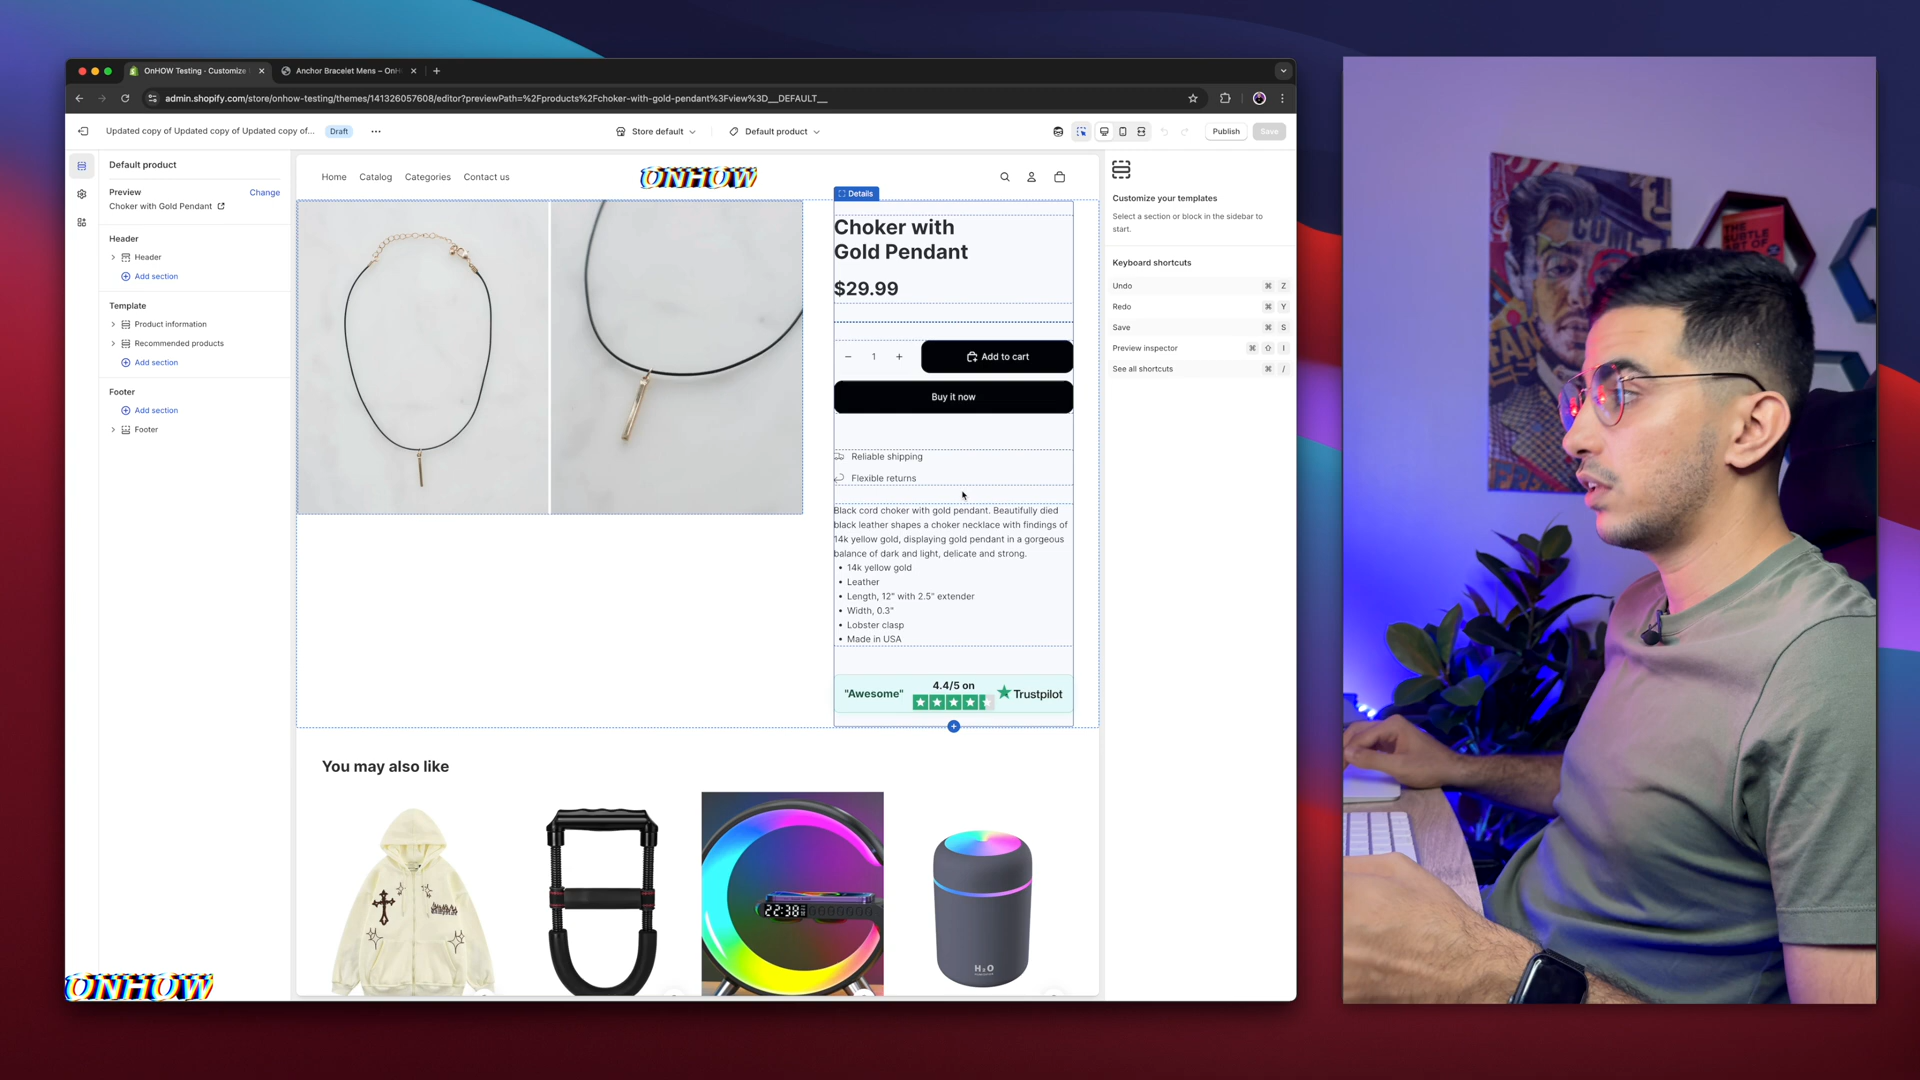 OnHOW Testing · Customize
Anchor Bracelet Mens – OnH
admin.shopify.com/store/onhow-testing/themes/141326057608/editor?previewPath=%2Fproducts%2Fchoker-with-gold-pendant%3Fview%3D__DEFAULT__
Updated copy of Updated copy of Updated copy of...
Draft
Store default
Default product
Publish
Save
Default product
Preview
Change
Choker with Gold Pendant
Header
Header
Add section
Template
Product information
Recommended products
Add section
Footer
Add section
Footer
Home
Catalog
Categories
Contact us
ONHOW
Details
Choker with
Gold Pendant
$29.99
1
Add to cart
Buy it now
Reliable shipping
Flexible returns
Black cord choker with gold pendant. Beautifully died
black leather shapes a choker necklace with findings of
14k yellow gold, displaying gold pendant in a gorgeous
balance of dark and light, delicate and strong.
• 14k yellow gold
• Leather
• Length, 12" with 2.5" extender
• Width, 0.3"
• Lobster clasp
• Made in USA
"Awesome"
4.4/5 on
Trustpilot
You may also like
22:38
H₂O
Customize your templates
Select a section or block in the sidebar to
start.
Keyboard shortcuts
Undo
⌘ Z
Redo
⌘ Y
Save
⌘ S
Preview inspector
⌘ ⇧ I
See all shortcuts
⌘ /
ONHOW
THE
SUBTLE
ART OF
COME
FAN